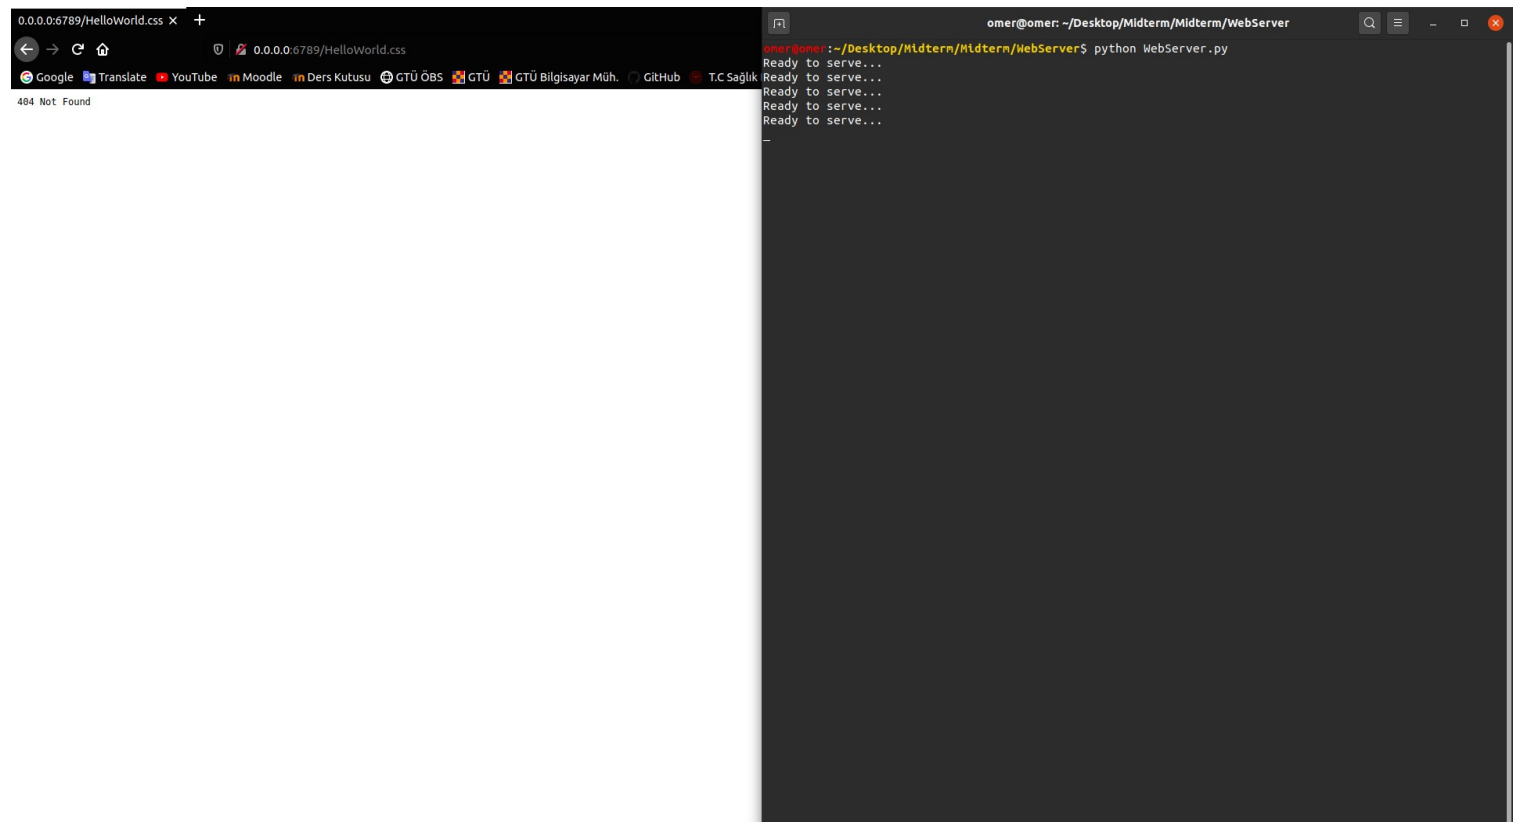 0.0.0.0:6789/HelloWorld.css × +
0.0.0.0:6789/HelloWorld.css
Google Translate YouTube Moodle Ders Kutusu GTÜ ÖBS GTÜ GTÜ Bilgisayar Müh. GitHub T.C Sağlık
404 Not Found
omer@omer: ~/Desktop/Midterm/Midterm/WebServer
omer@omer:~/Desktop/Midterm/Midterm/WebServer$ python WebServer.py
Ready to serve...
Ready to serve...
Ready to serve...
Ready to serve...
Ready to serve...